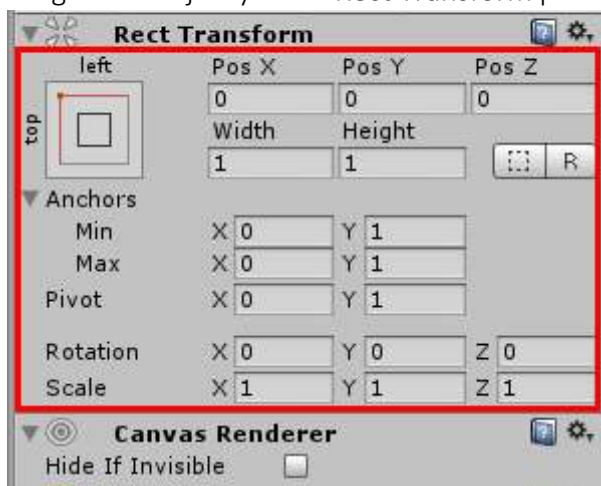 Rect Transform
left Pos X Pos Y Pos Z
0 0 0
top
Width Height
1 1 R
Anchors
Min X 0 Y 1
Max X 0 Y 1
Pivot X 0 Y 1
Rotation X 0 Y 0 Z 0
Scale X 1 Y 1 Z 1
Canvas Renderer
Hide If Invisible